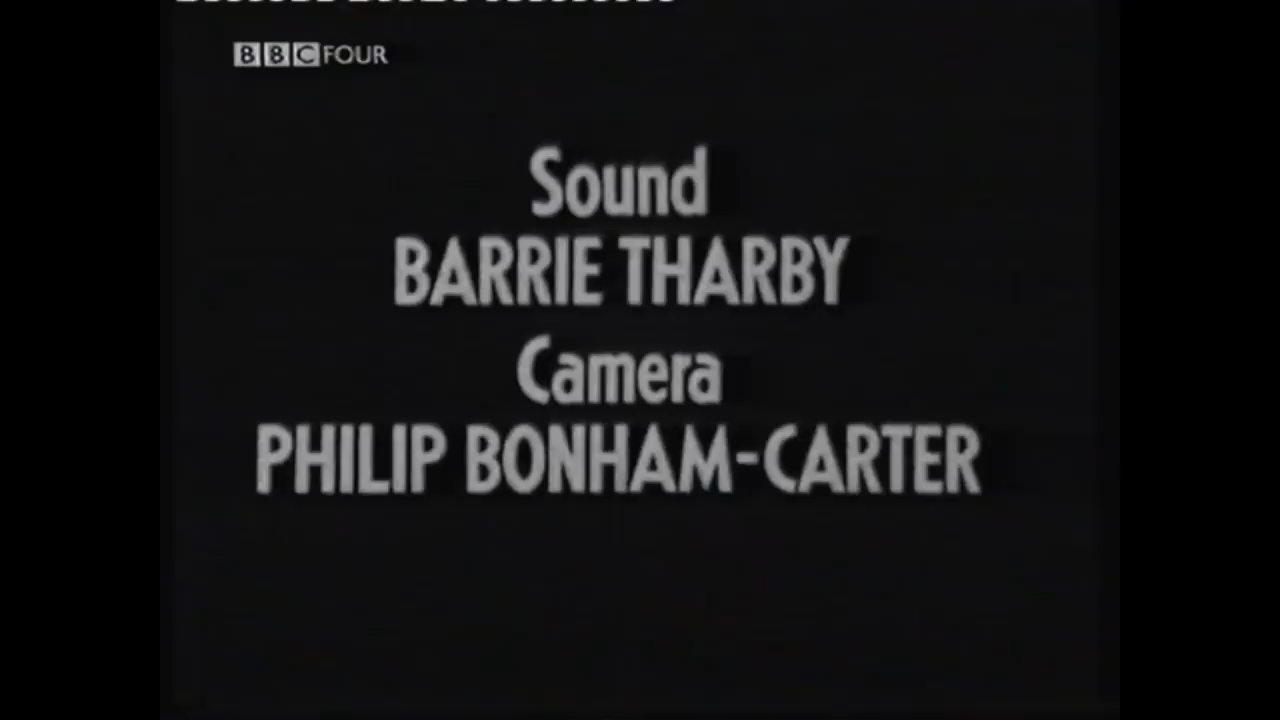 BBC FOUR
Sound
BARRIE THARBY
Camera
PHILIP BONHAM-CARTER